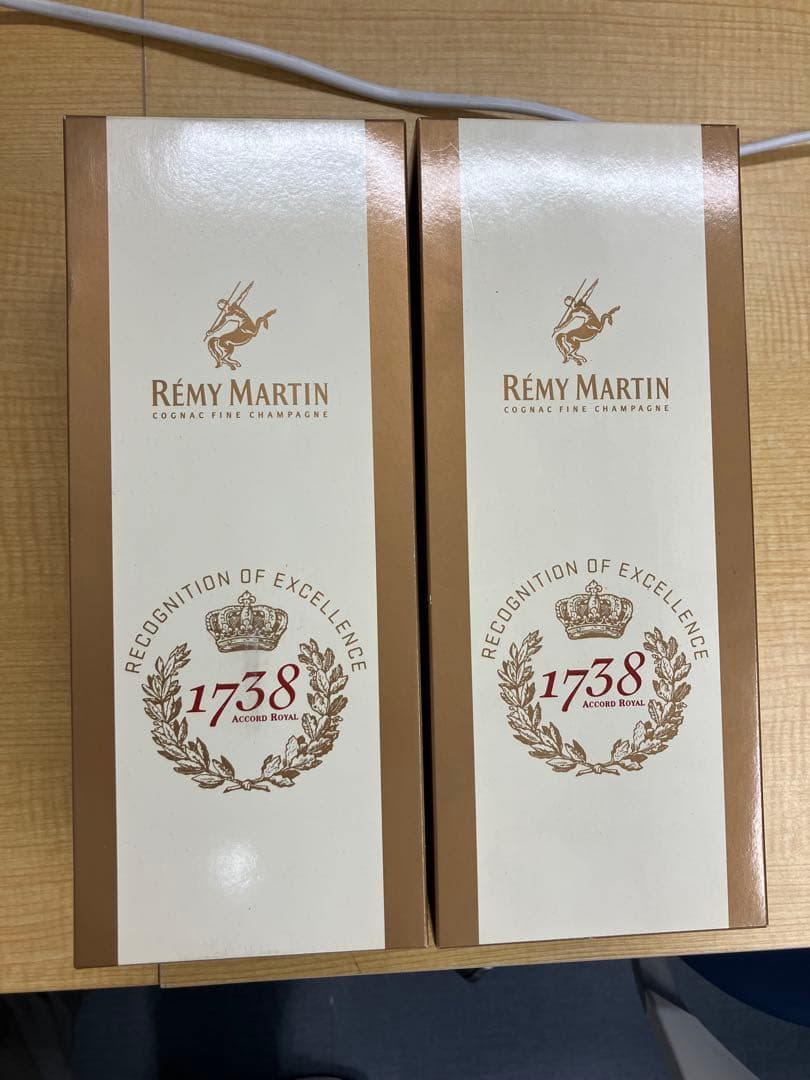 RÉMY MARTIN
COGNAC FINE CHAMPAGNE
RECOGNITION OF EXCELLENCE
1738
ACCORD ROYAL
RÉMY MARTIN
COGNAC FINE CHAMPAGNE
RECOGNITION OF EXCELLENCE
1738
ACCORD ROYAL